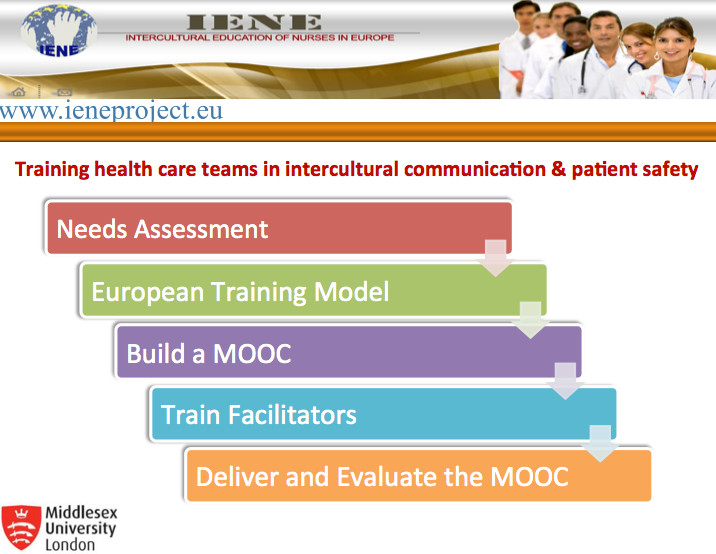 IENE
IENE
INTERCULTURAL EDUCATION OF NURSES IN EUROPE
www.ieneproject.eu
Training health care teams in intercultural communication & patient safety
Needs Assessment
European Training Model
Build a MOOC
Train Facilitators
Deliver and Evaluate the MOOC
Middlesex
University
London